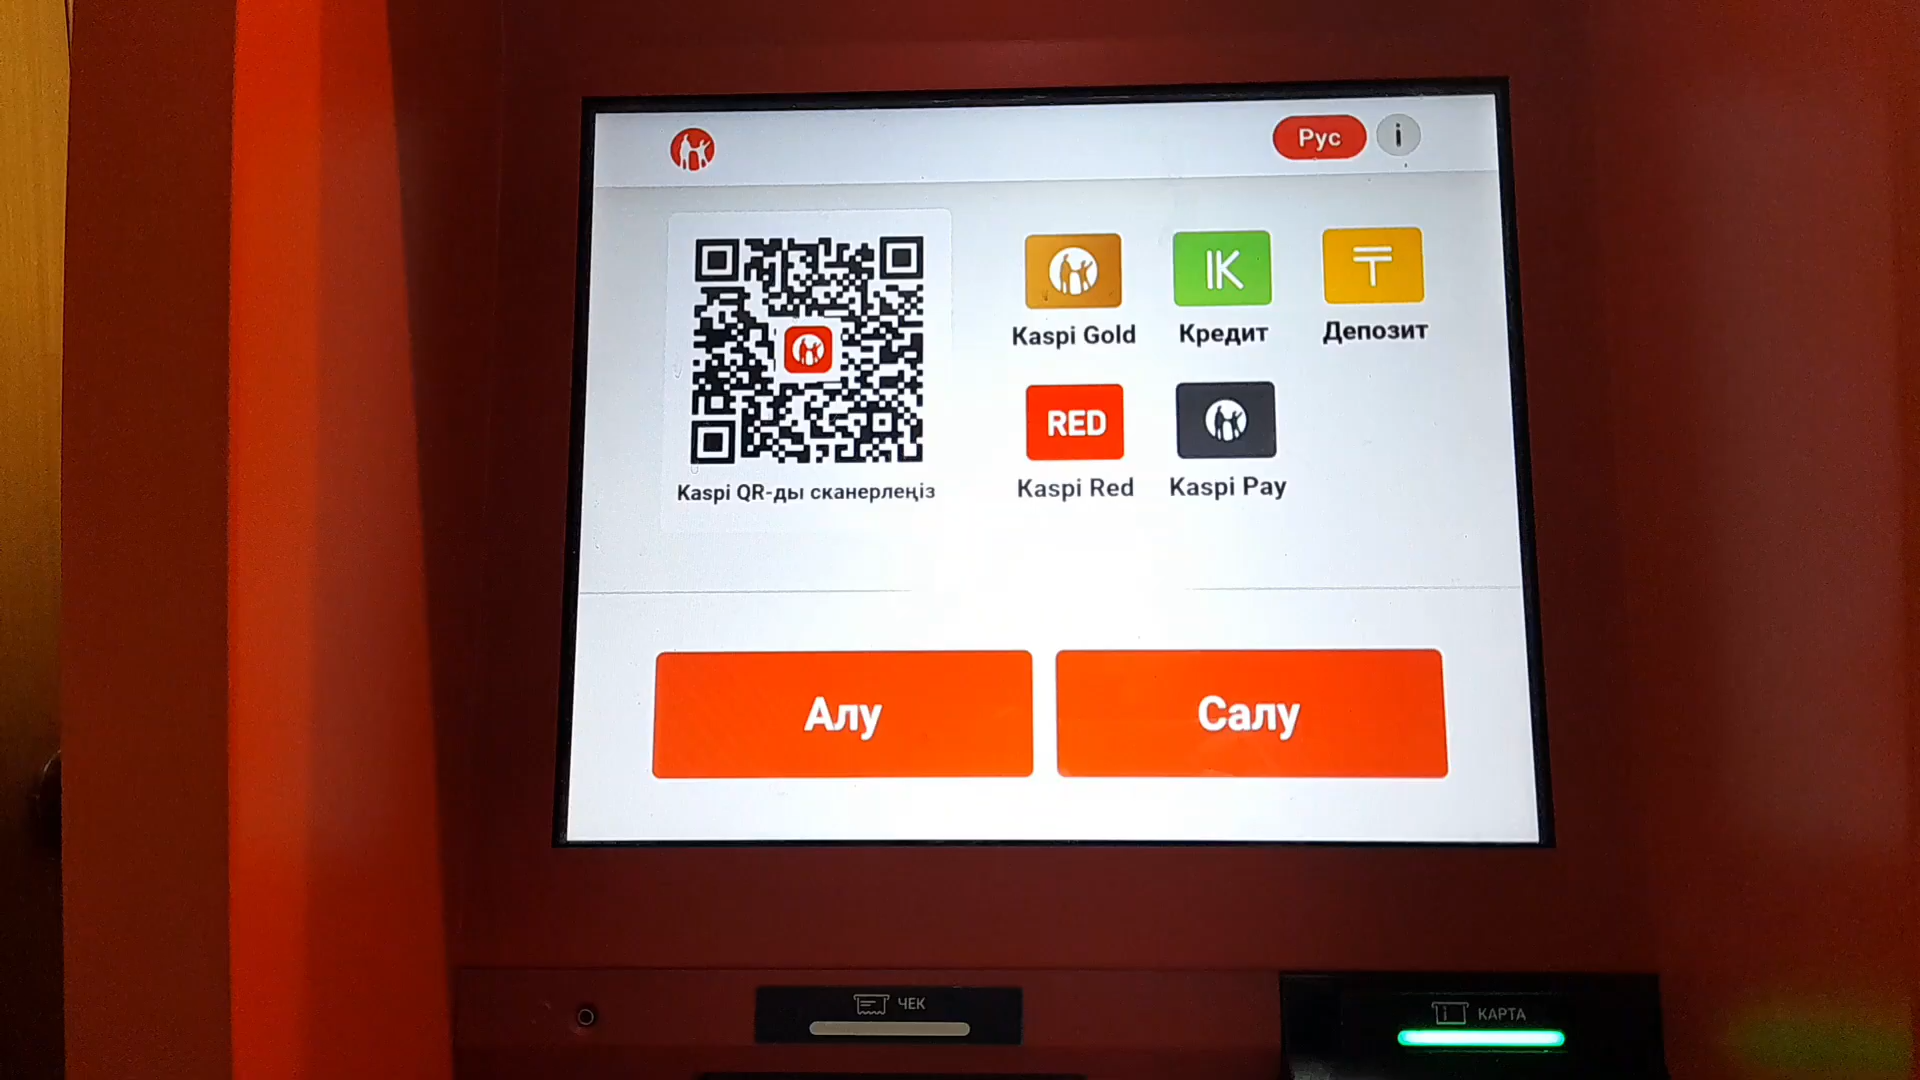 Рус
i
Kaspi Gold
К
Кредит
₸
Депозит
Kaspi QR-ды сканерлеңіз
RED
Kaspi Red
Kaspi Pay
Алу
Салу
ЧЕК
КАРТА